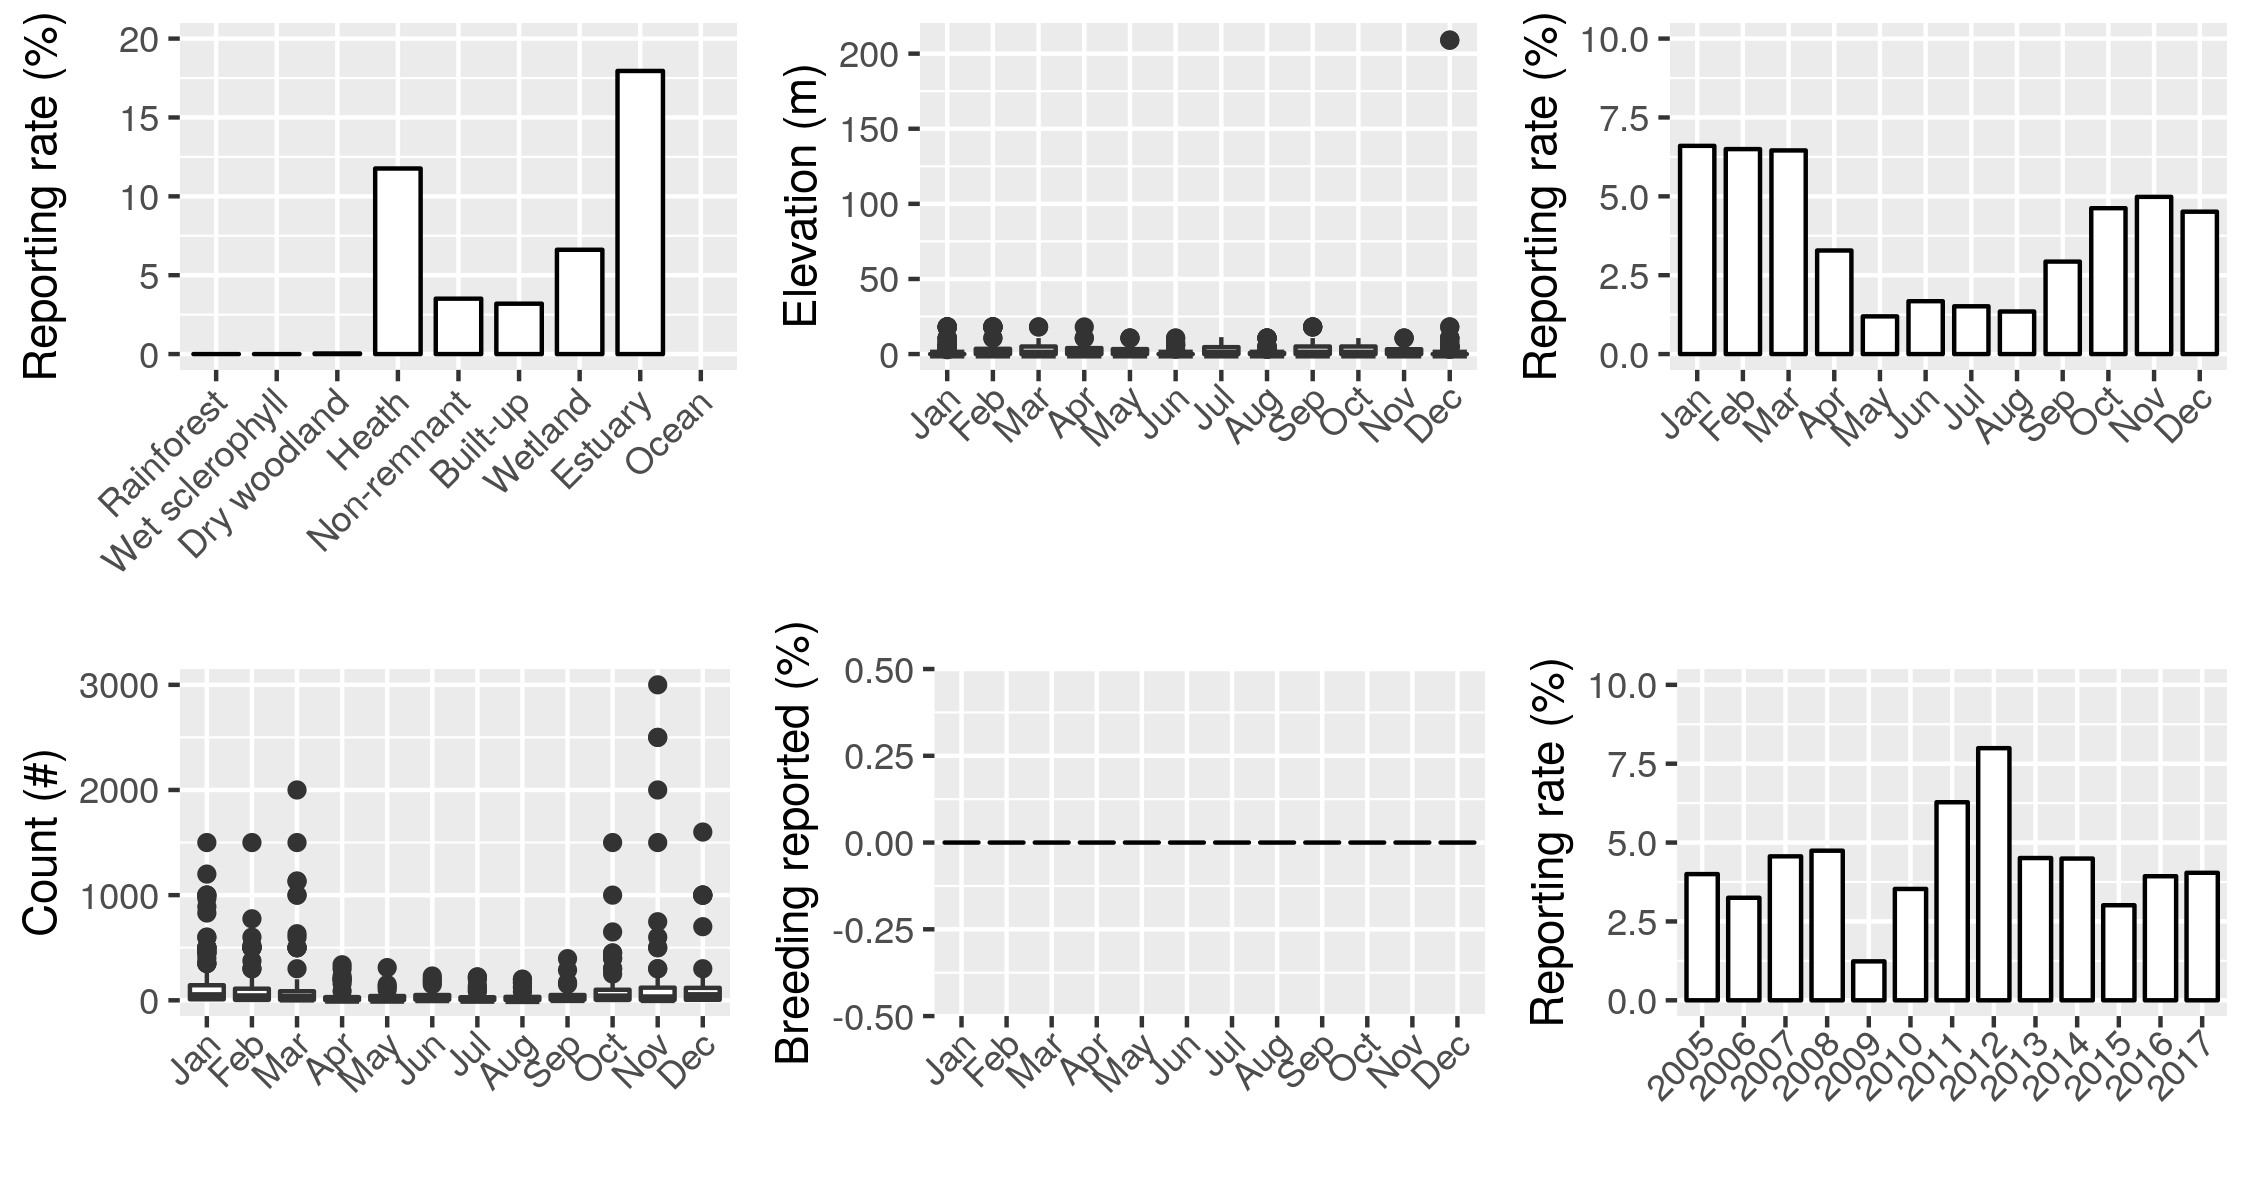 Reporting rate (%)
20
15
10
5
0
Rainforest
Wet sclerophyll
Dry woodland
Heath
Non-remnant
Built-up
Wetland
Estuary
Ocean
Elevation (m)
200
150
100
50
0
Jan
Feb
Mar
Apr
May
Jun
Jul
Aug
Sep
Oct
Nov
Dec
Reporting rate (%)
10.0
7.5
5.0
2.5
0.0
Jan
Feb
Mar
Apr
May
Jun
Jul
Aug
Sep
Oct
Nov
Dec
Count (#)
3000
2000
1000
0
Jan
Feb
Mar
Apr
May
Jun
Jul
Aug
Sep
Oct
Nov
Dec
Breeding reported (%)
0.50
0.25
0.00
-0.25
-0.50
Jan
Feb
Mar
Apr
May
Jun
Jul
Aug
Sep
Oct
Nov
Dec
Reporting rate (%)
10.0
7.5
5.0
2.5
0.0
2005
2006
2007
2008
2009
2010
2011
2012
2013
2014
2015
2016
2017